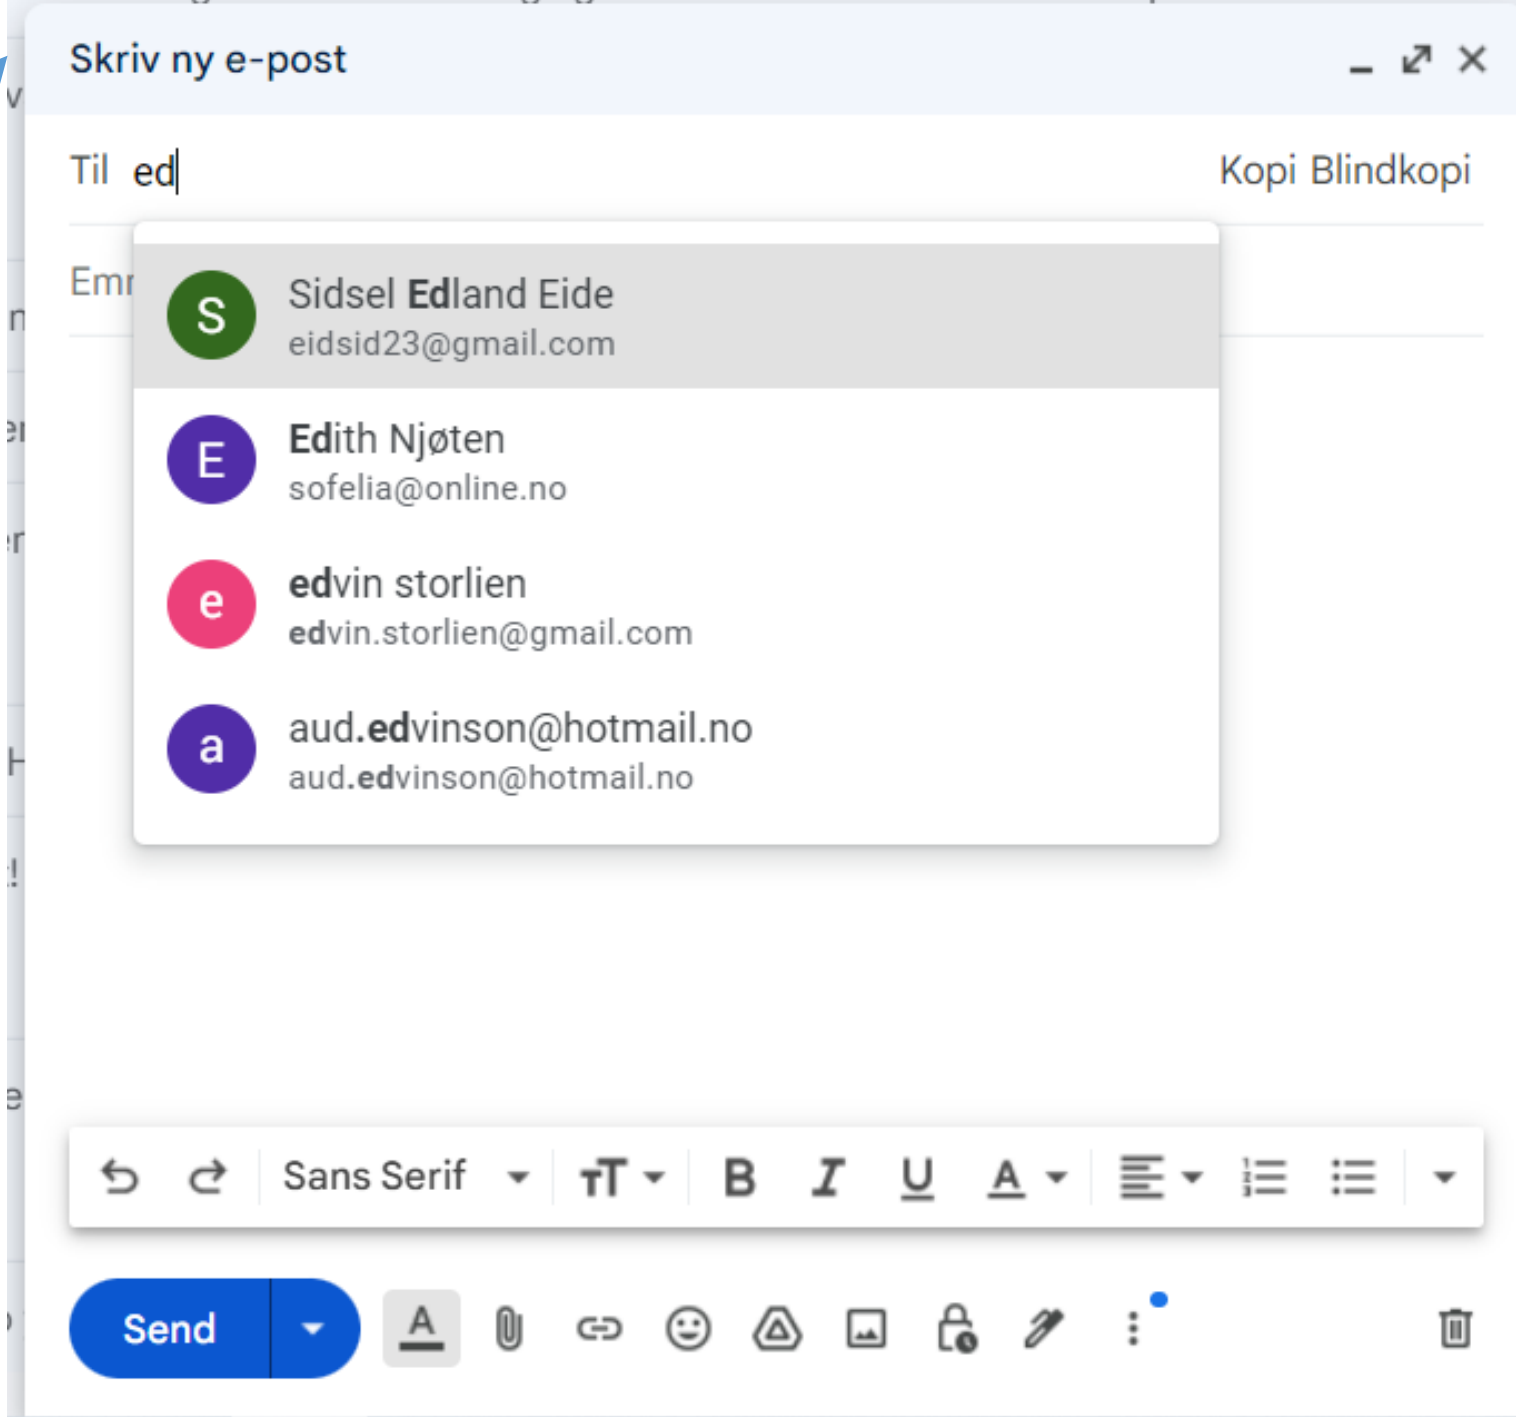 Skriv ny e-post
Til ed Kopi Blindkopi
Em
S
Sidsel Edland Eide
eidsid23@gmail.com
E
Edith Njøten
sofelia@online.no
e
edvin storlien
edvin.storlien@gmail.com
a
aud.edvinson@hotmail.no
aud.edvinson@hotmail.no
Sans Serif
Send